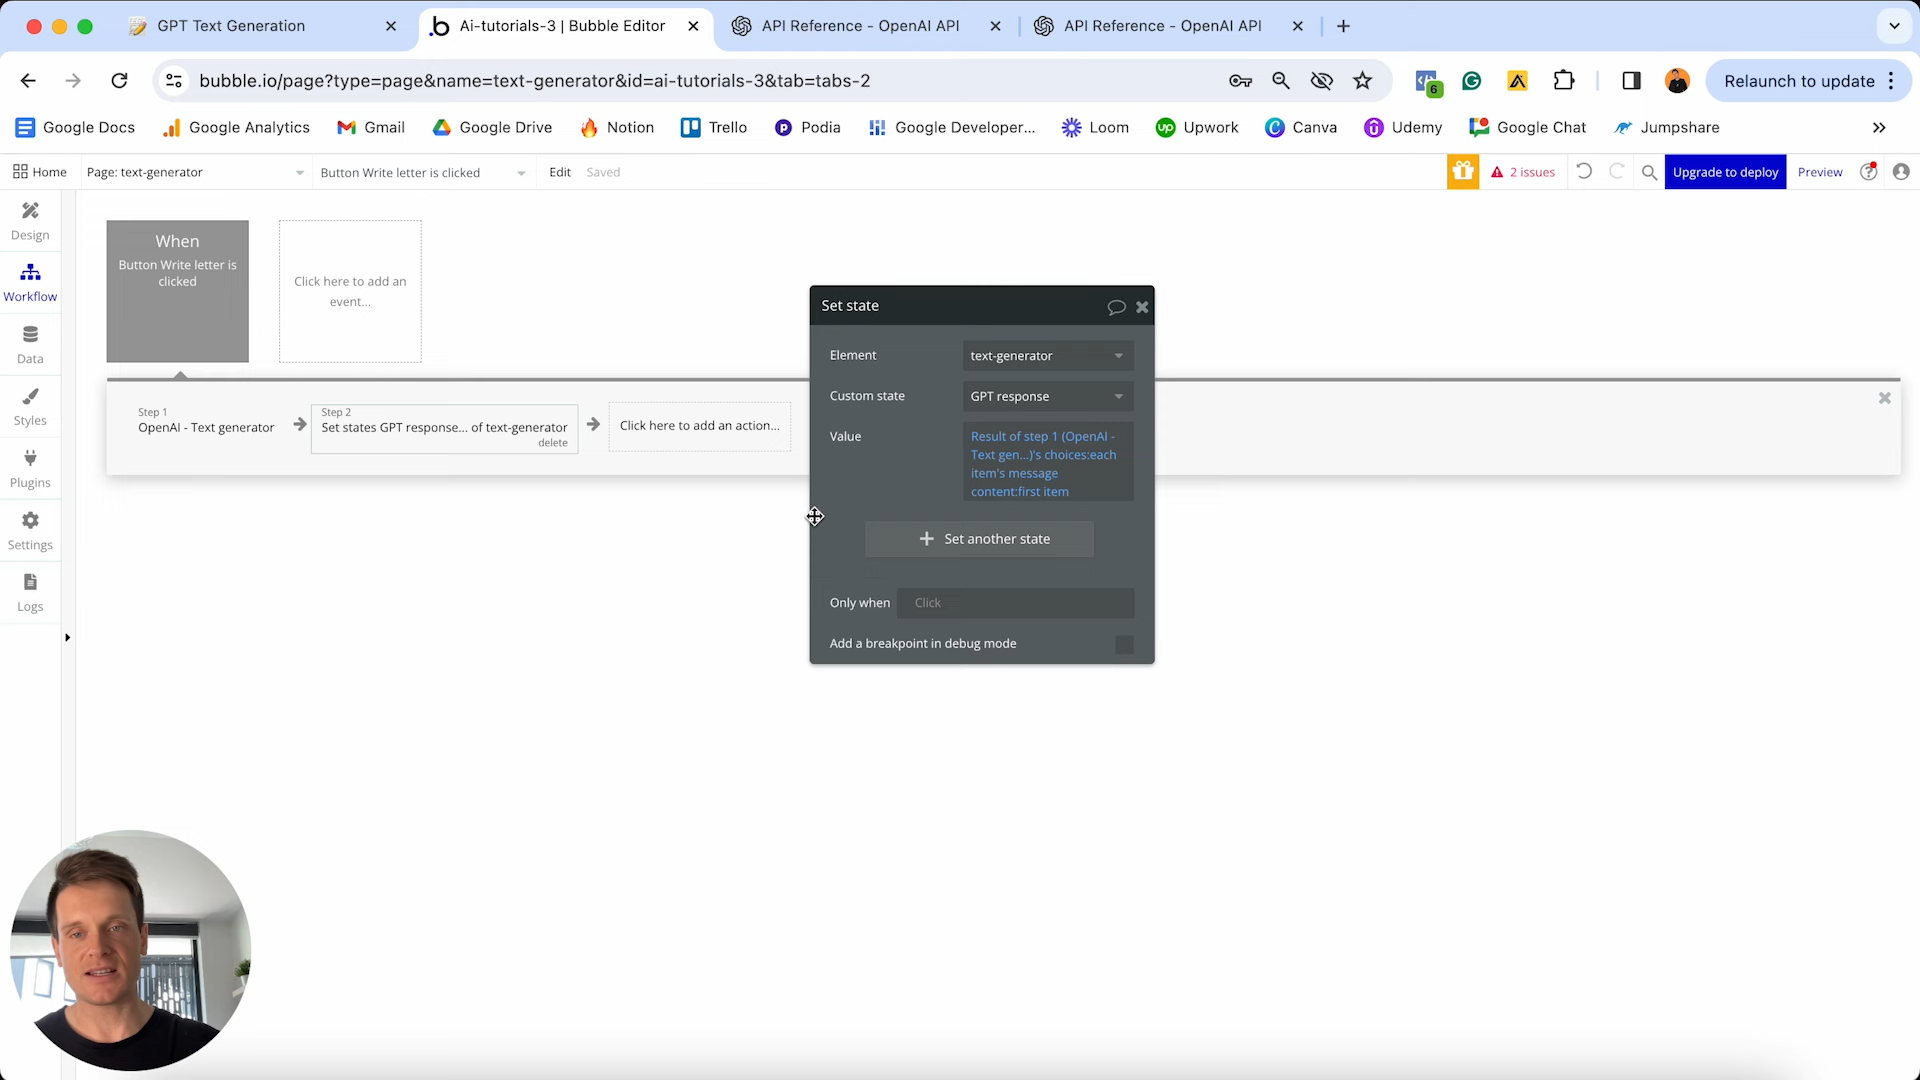 GPT Text Generation
Ai-tutorials-3 | Bubble Editor
API Reference - OpenAI API
API Reference - OpenAI API
bubble.io/page?type=page&name=text-generator&id=ai-tutorials-3&tab=tabs-2
6
Relaunch to update
Google Docs
Google Analytics
Gmail
Google Drive
Notion
Trello
Podia
Google Developer...
Loom
Upwork
Canva
Udemy
Google Chat
Jumpshare
Home
Page: text-generator
Button Write letter is clicked
Edit
Saved
2 issues
Upgrade to deploy
Preview
Design
Workflow
Data
Styles
Plugins
Settings
Logs
When
Button Write letter is
clicked
Click here to add an
event...
Step 1
OpenAI - Text generator
Step 2
Set states GPT response... of text-generator
delete
Click here to add an action...
Set state
Element
text-generator
Custom state
GPT response
Value
Result of step 1 (OpenAI -
Text gen...)'s choices:each
item's message
content:first item
Set another state
Only when
Click
Add a breakpoint in debug mode